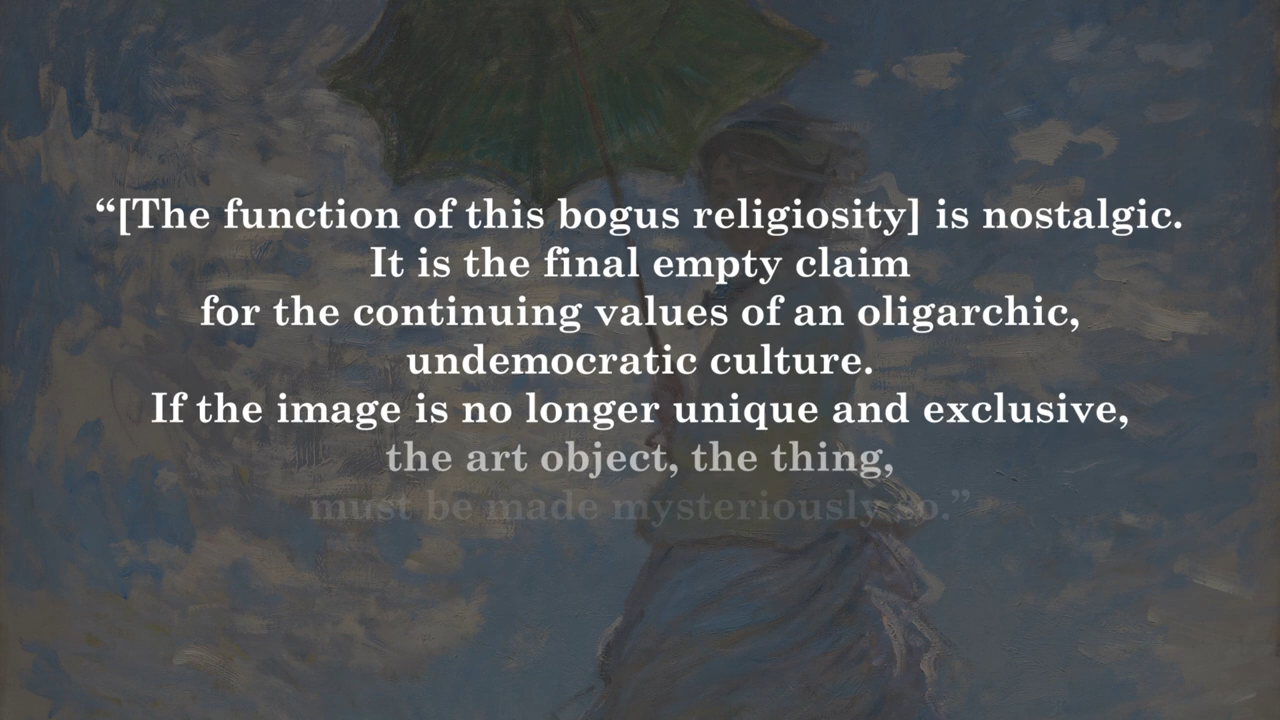 “[The function of this bogus religiosity] is nostalgic.
It is the final empty claim
for the continuing values of an oligarchic,
undemocratic culture.
If the image is no longer unique and exclusive,
the art object, the thing,
must be made mysteriously so.”